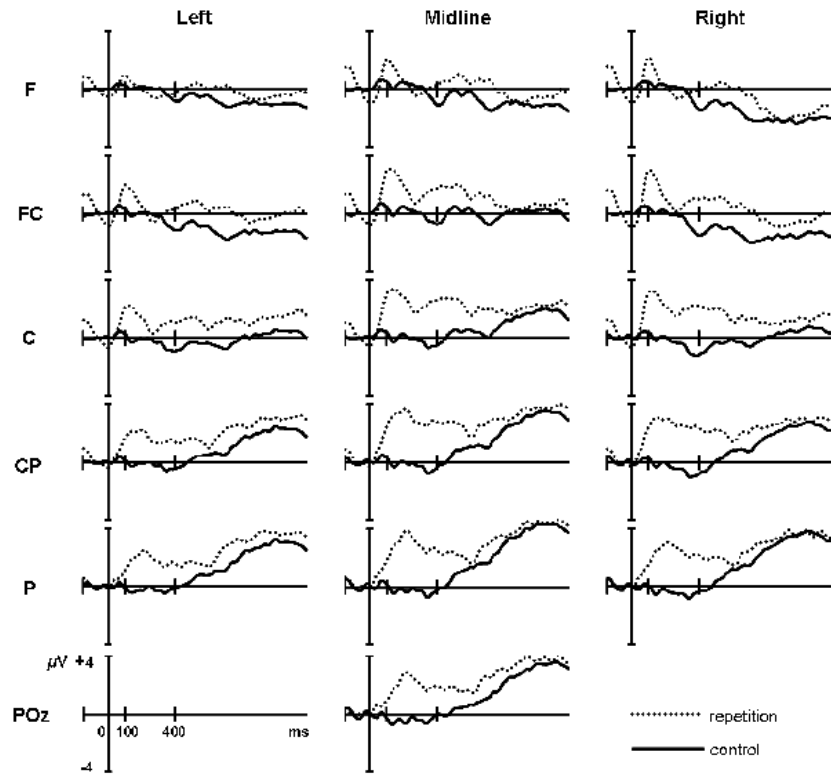 Left Midline Right
F
FC
C
CP
P
µV +4
POz
0 100 400 ms
-4
repetition
control